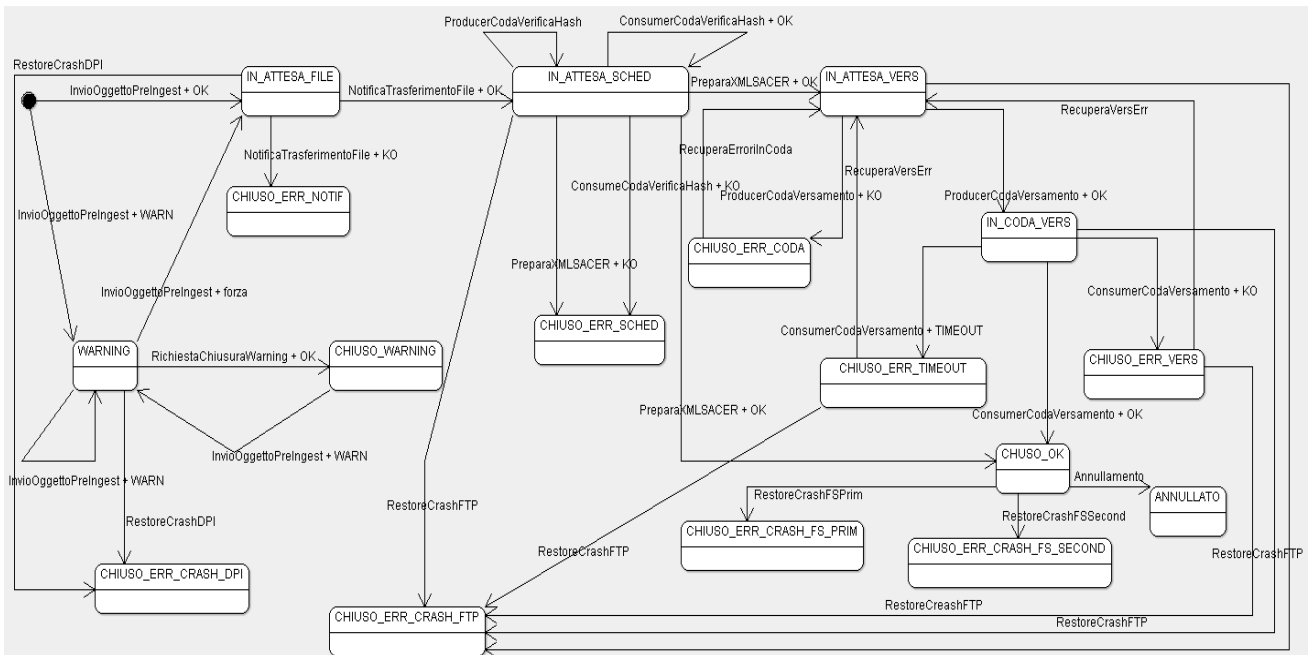 ProducerCodaVerificaHash
ConsumerCodaVerificaHash + OK
RestoreCrashDPI
IN_ATTESA_FILE
IN_ATTESA_SCHED
IN_ATTESA_VERS
InvioOggettoPreIngest + OK
NotificaTrasferimentoFile + OK
PreparaXMLSACER + OK
RecuperaVersErr
NotificaTrasferimentoFile + KO
RecuperaErroriInCoda
RecuperaVersErr
CHIUSO_ERR_NOTIF
ConsumeCodaVerificaHash + KO
ProducerCodaVersamento + KO
ProducerCodaVersamento + OK
InvioOggettoPreIngest + WARN
IN_CODA_VERS
CHIUSO_ERR_CODA
PreparaXMLSACER + KO
InvioOggettoPreIngest + forza
ConsumerCodaVersamento + KO
CHIUSO_ERR_SCHED
ConsumerCodaVersamento + TIMEOUT
WARNING
RichiestaChiusuraWarning + OK
CHIUSO_WARNING
CHIUSO_ERR_TIMEOUT
CHIUSO_ERR_VERS
PreparaXMLSACER + OK
ConsumerCodaVersamento + OK
InvioOggettoPreIngest + WARN
InvioOggettoPreIngest + WARN
CHUSO_OK
Annullamento
RestoreCrashFSPrim
ANNULLATO
RestoreCrashFTP
RestoreCrashFSSecond
RestoreCrashDPI
CHIUSO_ERR_CRASH_FS_PRIM
CHIUSO_ERR_CRASH_FS_SECOND
RestoreCrashFTP
RestoreCrashFTP
CHIUSO_ERR_CRASH_DPI
RestoreCreashFTP
CHIUSO_ERR_CRASH_FTP
RestoreCrashFTP